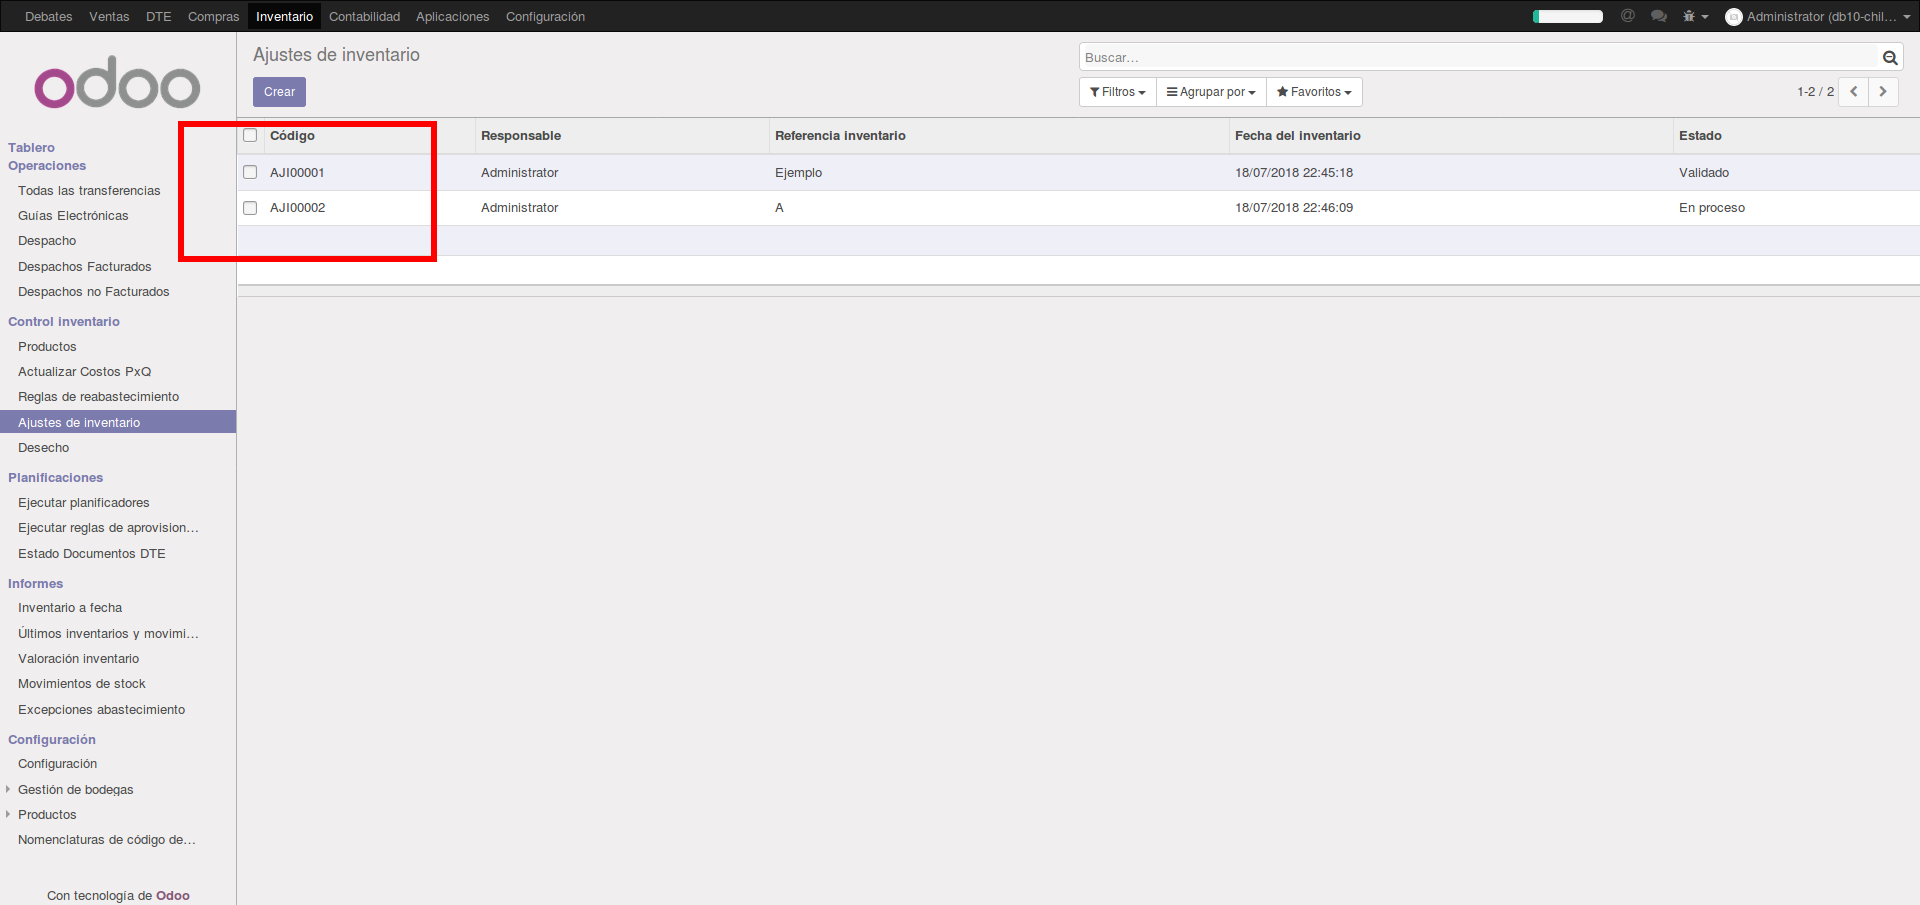 Debates Ventas DTE Compras Inventario Contabilidad Aplicaciones Configuración @ Administrator (db10-chil...
odoo
Ajustes de inventario
Buscar...
Crear
Filtros Agrupar por Favoritos 1-2 / 2
Código Responsable Referencia inventario Fecha del inventario Estado
AJI00001 Administrator Ejemplo 18/07/2018 22:45:18 Validado
AJI00002 Administrator A 18/07/2018 22:46:09 En proceso
Tablero
Operaciones
Todas las transferencias
Guías Electrónicas
Despacho
Despachos Facturados
Despachos no Facturados
Control inventario
Productos
Actualizar Costos PxQ
Reglas de reabastecimiento
Ajustes de inventario
Desecho
Planificaciones
Ejecutar planificadores
Ejecutar reglas de aprovision...
Estado Documentos DTE
Informes
Inventario a fecha
Últimos inventarios y movimi...
Valoración inventario
Movimientos de stock
Excepciones abastecimiento
Configuración
Configuración
Gestión de bodegas
Productos
Nomenclaturas de código de...
Con tecnología de Odoo